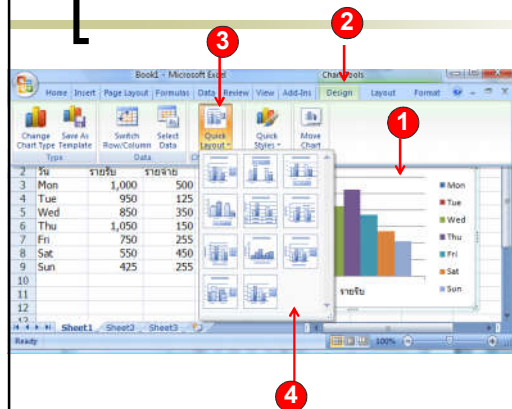 [
3
2
Book1 - Microsoft Excel Chart Tools
Home Insert Page Layout Formulas Data Review View Add-Ins Design Layout Format
1
Change Chart Type Save As Template Switch Row/Column Select Data Quick Layout Quick Styles Move Chart
Type Data
2 วัน รายรับ รายจ่าย
3 Mon 1,000 500
4 Tue 950 125
5 Wed 850 350
6 Thu 1,050 150
7 Fri 750 255
8 Sat 550 450
9 Sun 425 255
10
11
12
Mon
Tue
Wed
Thu
Fri
Sat
Sun
รายรับ
Sheet1 Sheet2 Sheet3
Ready 100%
4